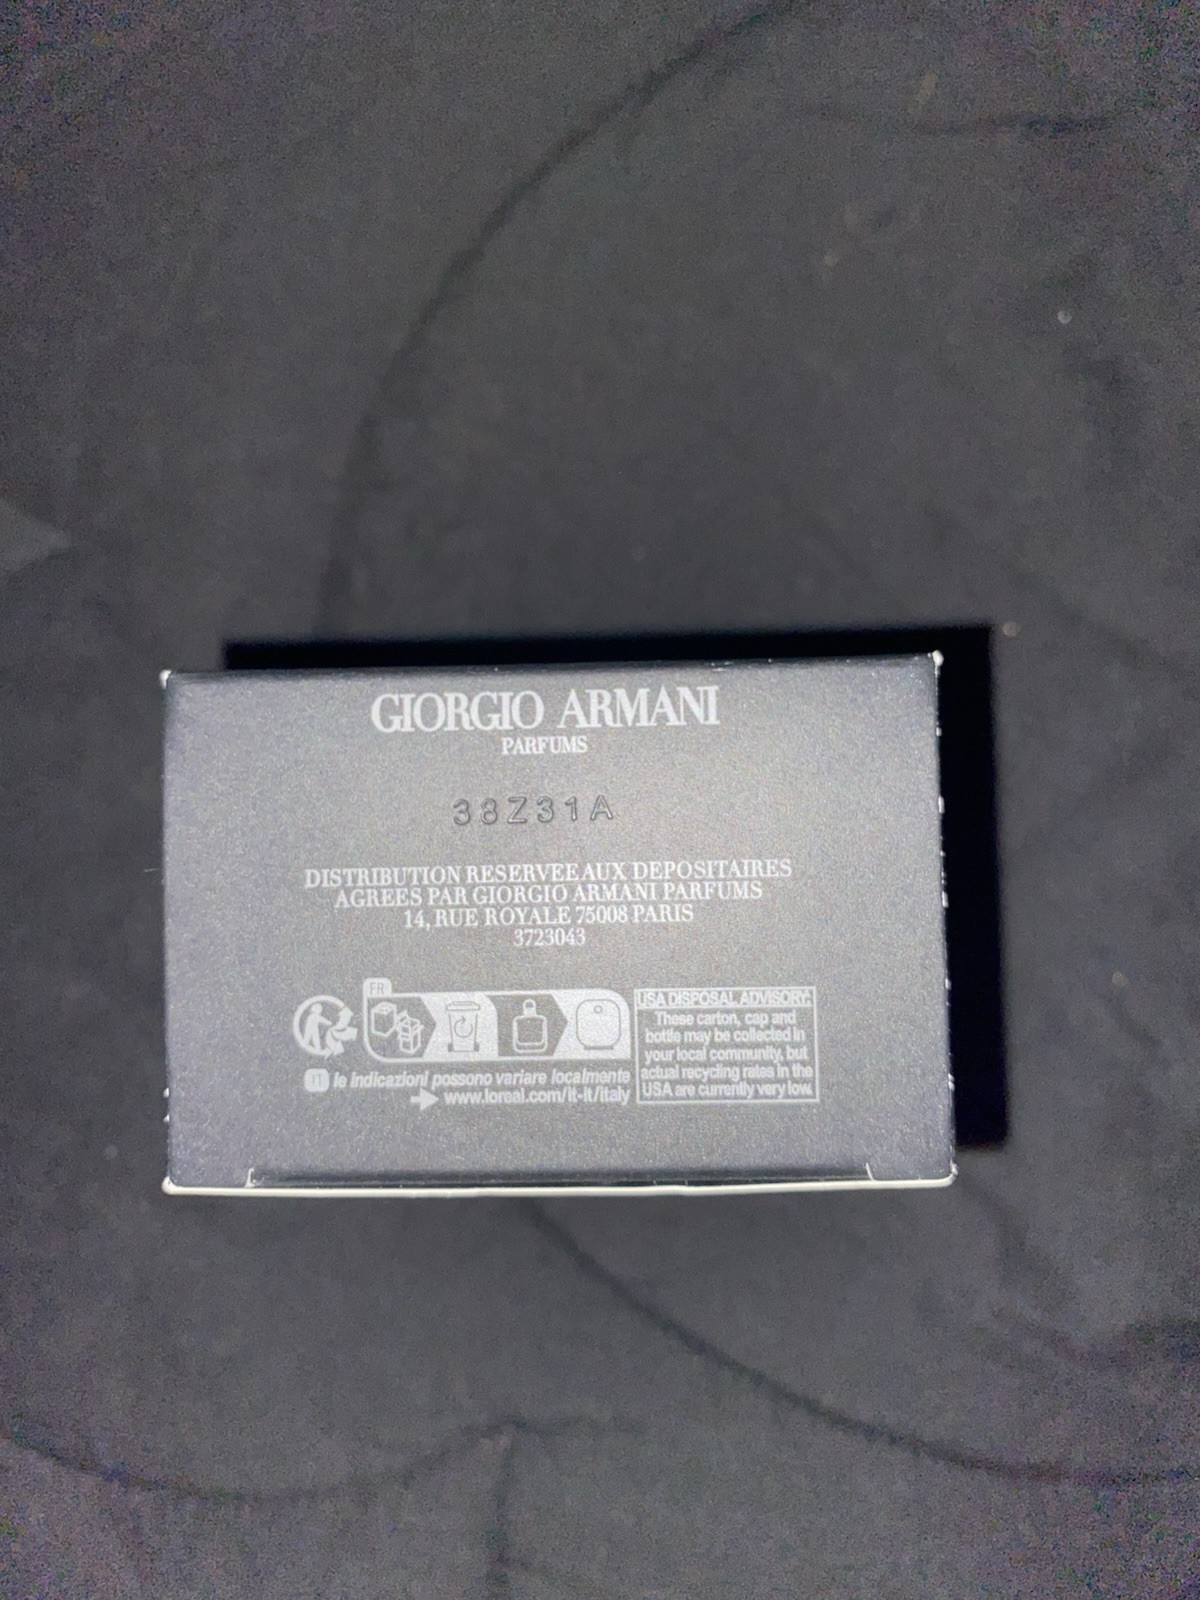 GIORGIO ARMANI
PARFUMS
38Z31A
DISTRIBUTION RESERVEE AUX DEPOSITAIRES
AGREES PAR GIORGIO ARMANI PARFUMS
14, RUE ROYALE 75008 PARIS
3723043
FR
le indicazioni possono variare localmente
www.loreal.com/it-it/italy
USA DISPOSAL ADVISORY:
These carton, cap and
bottle may be collected in
your local community, but
actual recycling rates in the
USA are currently very low.